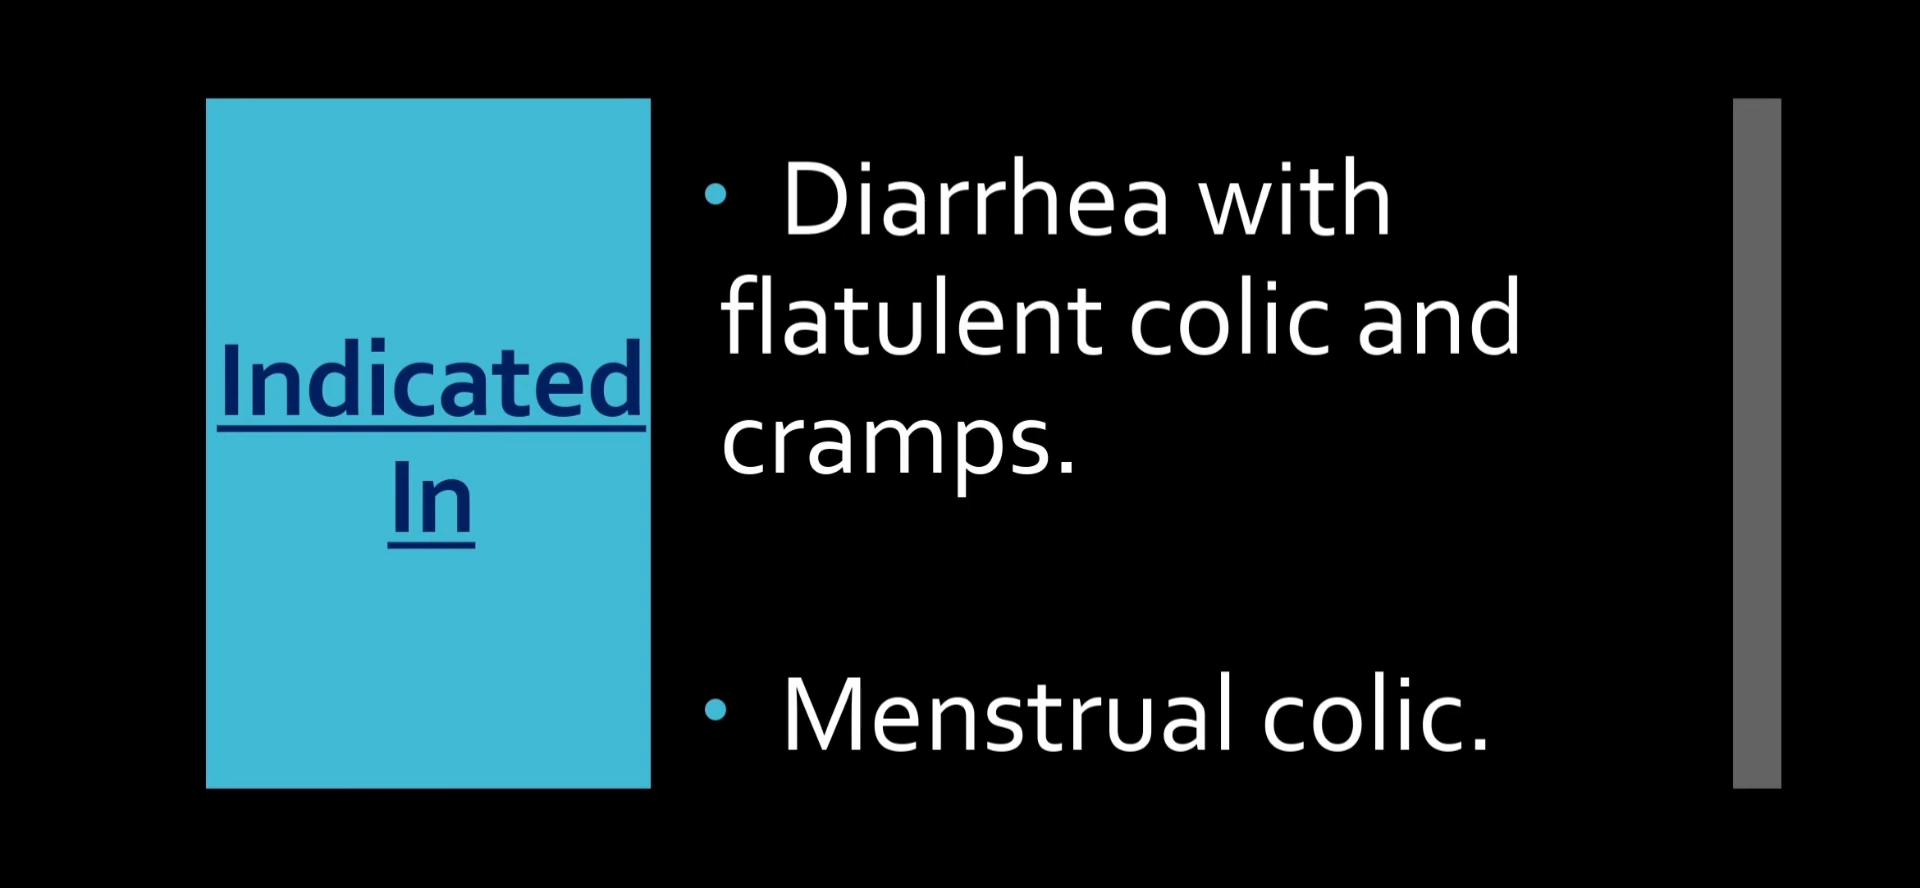 Indicated
In
• Diarrhea with
flatulent colic and
cramps.
• Menstrual colic.